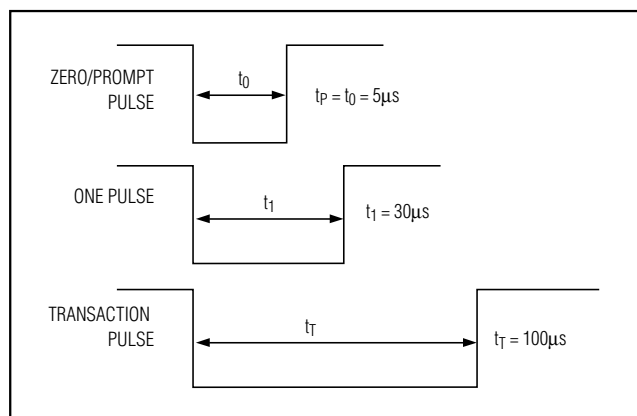 ZERO/PROMPT
PULSE
t0
tP = t0 = 5µs
ONE PULSE
t1
t1 = 30µs
TRANSACTION
PULSE
tT
tT = 100µs